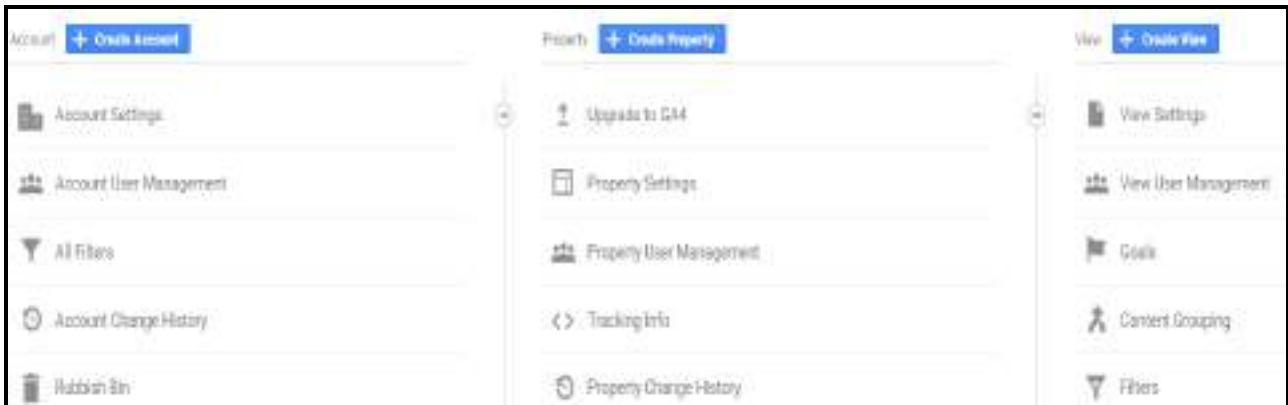 Account + Create Account
Account Settings
Account User Management
All Filters
Account Change History
Rubbish Bin
Property + Create Property
Upgrade to GA4
Property Settings
Property User Management
Tracking Info
Property Change History
View + Create View
View Settings
View User Management
Goals
Content Grouping
Filters